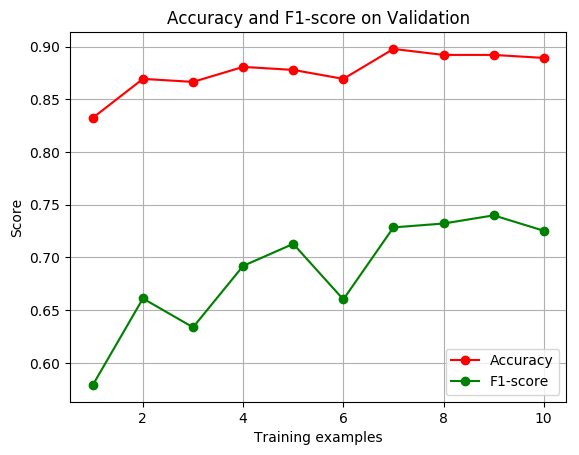 Accuracy and F1-score on Validation
Score
0.90
0.85
0.80
0.75
0.70
0.65
0.60
Accuracy
F1-score
2 4 6 8 10
Training examples